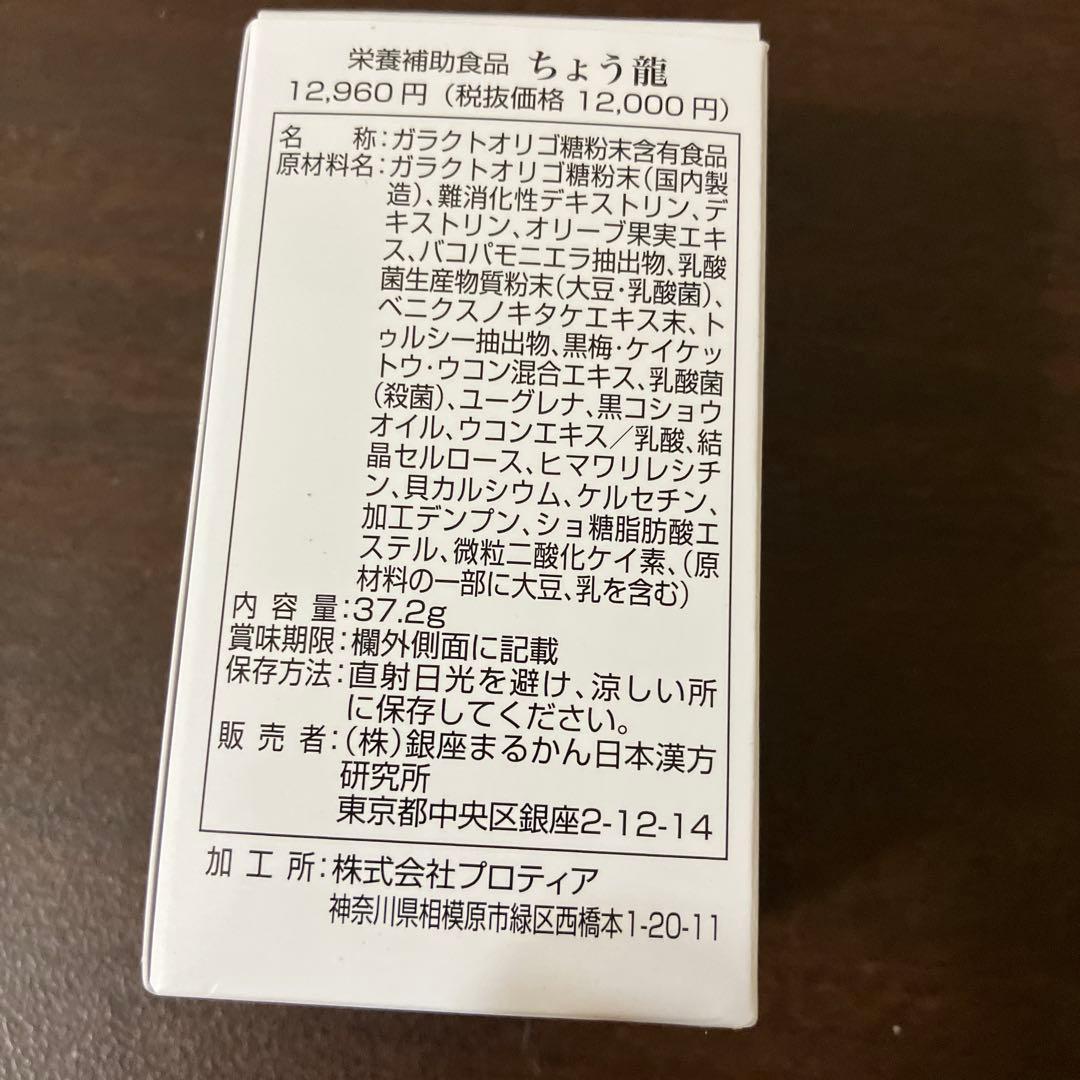 栄養補助食品 ちょう龍
12,960円（税抜価格 12,000円）
名称：ガラクトオリゴ糖粉末含有食品
原材料名：ガラクトオリゴ糖粉末（国内製
造）、難消化性デキストリン、デ
キストリン、オリーブ果実エキ
ス、バコパモニエラ抽出物、乳酸
菌生産物質粉末（大豆・乳酸菌）、
ベニクスノキタケエキス末、ト
ゥルシー抽出物、黒梅・ケイケッ
トウ・ウコン混合エキス、乳酸菌
（殺菌）、ユーグレナ、黒コショウ
オイル、ウコンエキス／乳酸、結
晶セルロース、ヒマワリレシチ
ン、貝カルシウム、ケルセチン、
加工デンプン、ショ糖脂肪酸エ
ステル、微粒二酸化ケイ素、（原
材料の一部に大豆、乳を含む）
内容量：37.2g
賞味期限：欄外側面に記載
保存方法：直射日光を避け、涼しい所
に保存してください。
販売者：（株）銀座まるかん日本漢方
研究所
東京都中央区銀座2-12-14
加工所：株式会社プロティア
神奈川県相模原市緑区西橋本1-20-11